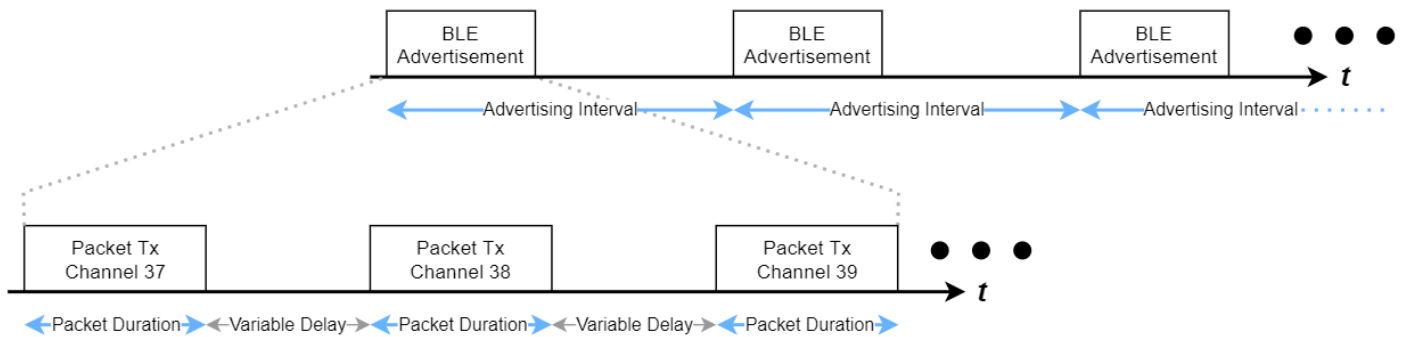 BLE
Advertisement
BLE
Advertisement
BLE
Advertisement
t
Advertising Interval
Advertising Interval
Advertising Interval
Packet Tx
Channel 37
Packet Tx
Channel 38
Packet Tx
Channel 39
t
Packet Duration
Variable Delay
Packet Duration
Variable Delay
Packet Duration